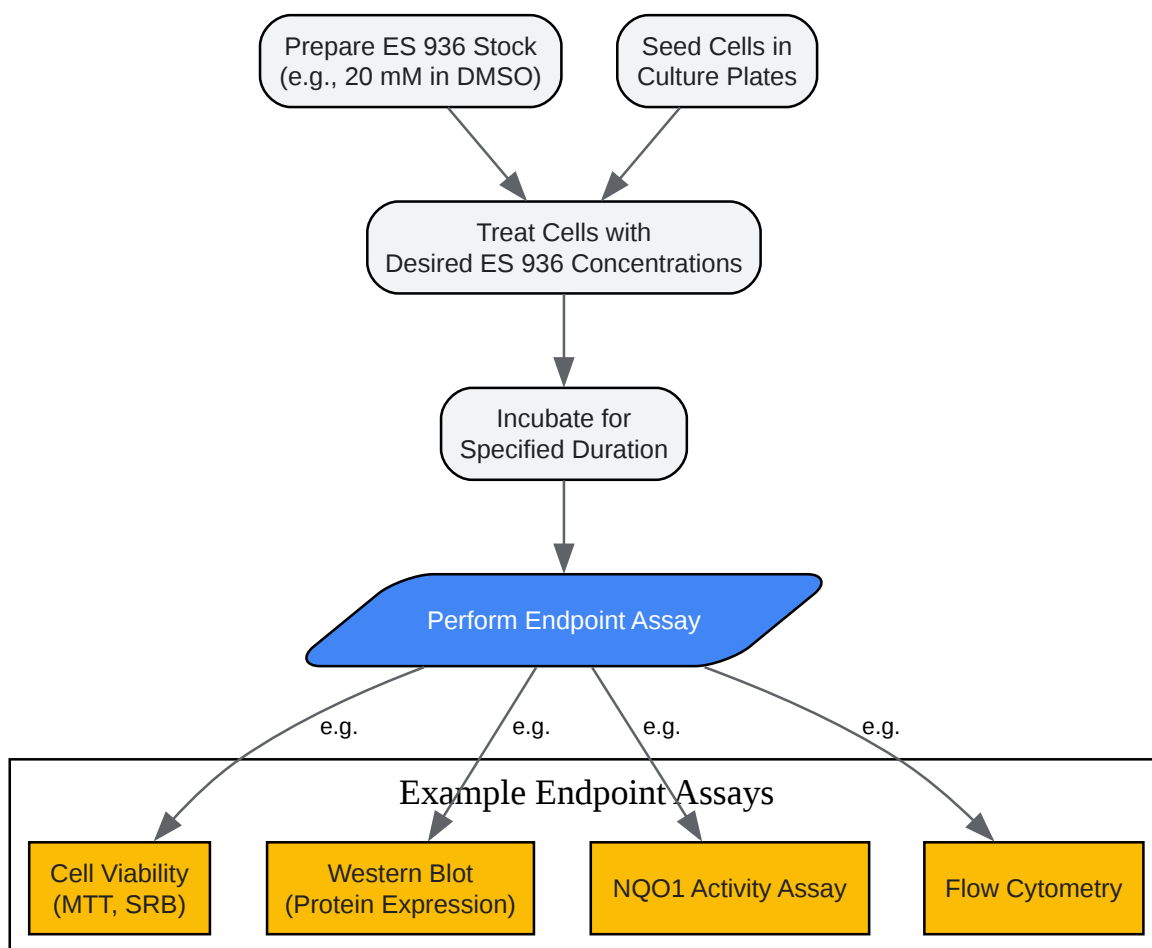 Prepare ES 936 Stock
(e.g., 20 mM in DMSO)
Seed Cells in
Culture Plates
Treat Cells with
Desired ES 936 Concentrations
Incubate for
Specified Duration
Perform Endpoint Assay
e.g.
e.g.
e.g.
e.g.
Example Endpoint Assays
Cell Viability
(MTT, SRB)
Western Blot
(Protein Expression)
NQO1 Activity Assay
Flow Cytometry